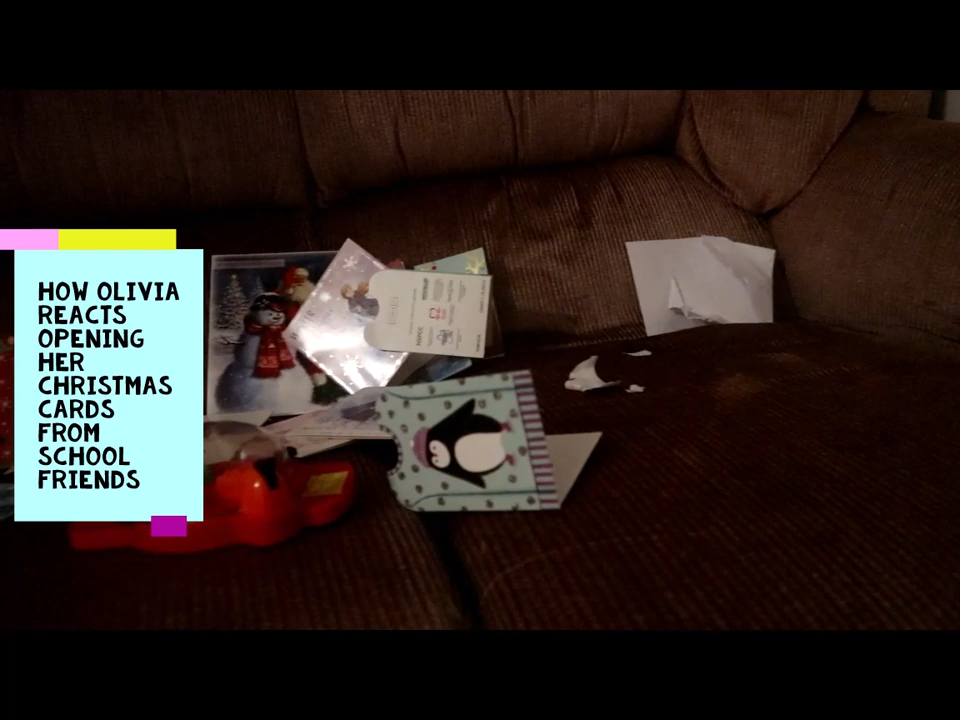 HOW OLIVIA
REACTS
OPENING
HER
CHRISTMAS
CARDS
FROM
SCHOOL
FRIENDS